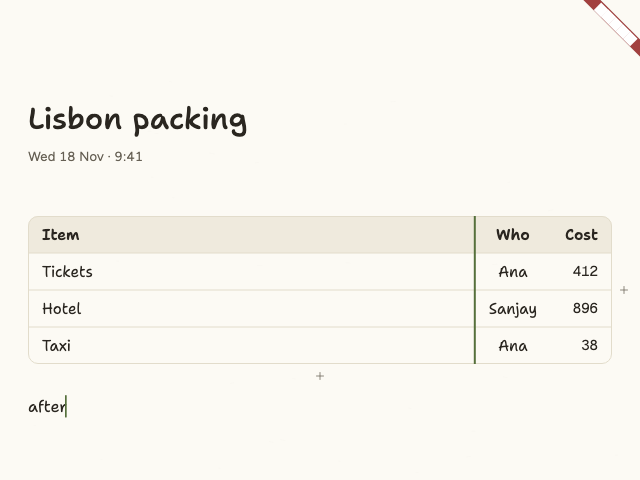 Lisbon packing
Wed 18 Nov · 9:41
Item Who Cost
Tickets Ana 412
Hotel Sanjay 896
Taxi Ana 38
after